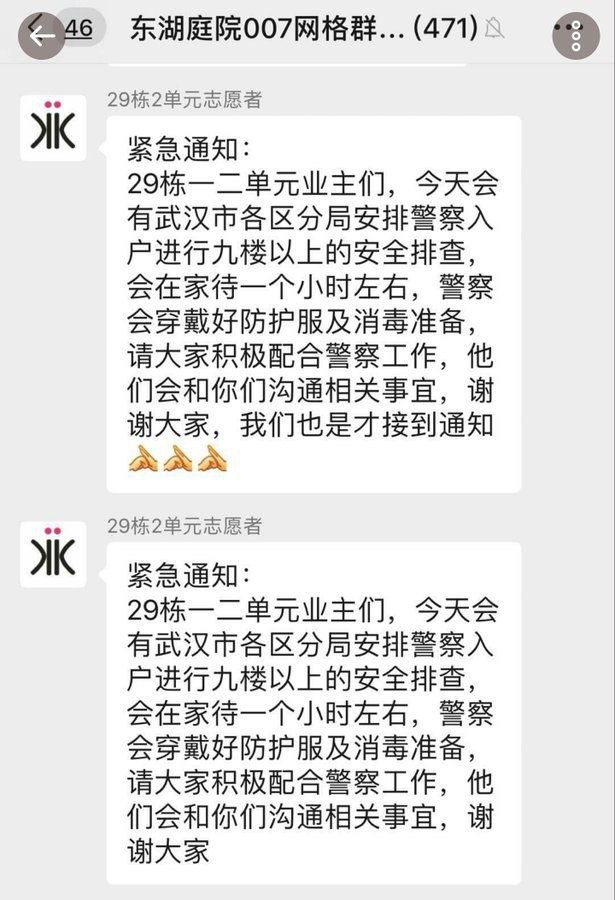 46
东湖庭院007网格群... (471)
29栋2单元志愿者
紧急通知：
29栋一二单元业主们，今天会
有武汉市各区分局安排警察入
户进行九楼以上的安全排查，
会在家待一个小时左右，警察
会穿戴好防护服及消毒准备，
请大家积极配合警察工作，他
们会和你们沟通相关事宜，谢
谢大家，我们也是才接到通知
🙏🙏🙏
29栋2单元志愿者
紧急通知：
29栋一二单元业主们，今天会
有武汉市各区分局安排警察入
户进行九楼以上的安全排查，
会在家待一个小时左右，警察
会穿戴好防护服及消毒准备，
请大家积极配合警察工作，他
们会和你们沟通相关事宜，谢
谢大家